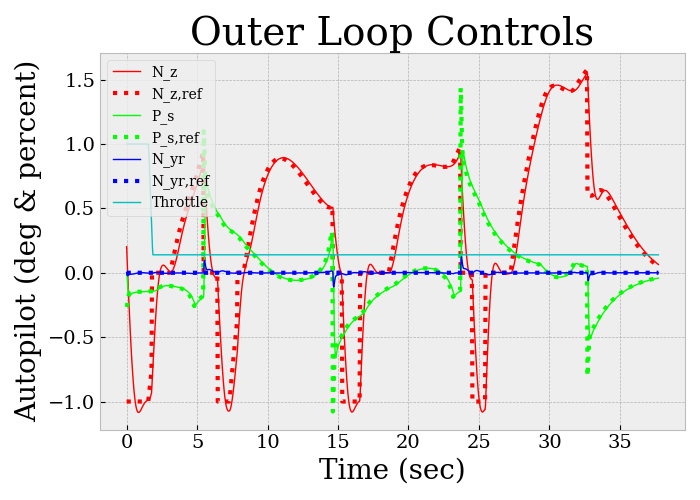 Outer Loop Controls
Autopilot (deg & percent)
1.5
1.0
0.5
0.0
−0.5
−1.0
N_z
N_z,ref
P_s
P_s,ref
N_yr
N_yr,ref
Throttle
0 5 10 15 20 25 30 35
Time (sec)